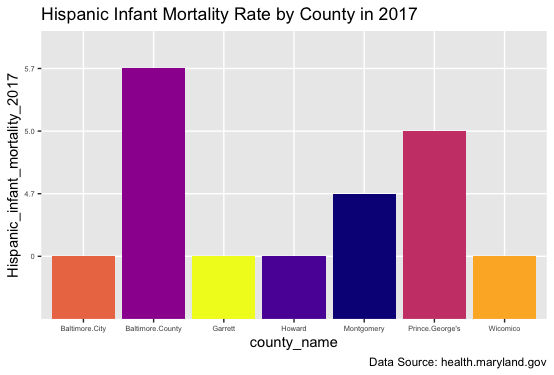 Hispanic Infant Mortality Rate by County in 2017
Hispanic_infant_mortality_2017
5.7
5.0
4.7
0
Baltimore.City Baltimore.County Garrett Howard Montgomery Prince.George's Wicomico
county_name
Data Source: health.maryland.gov